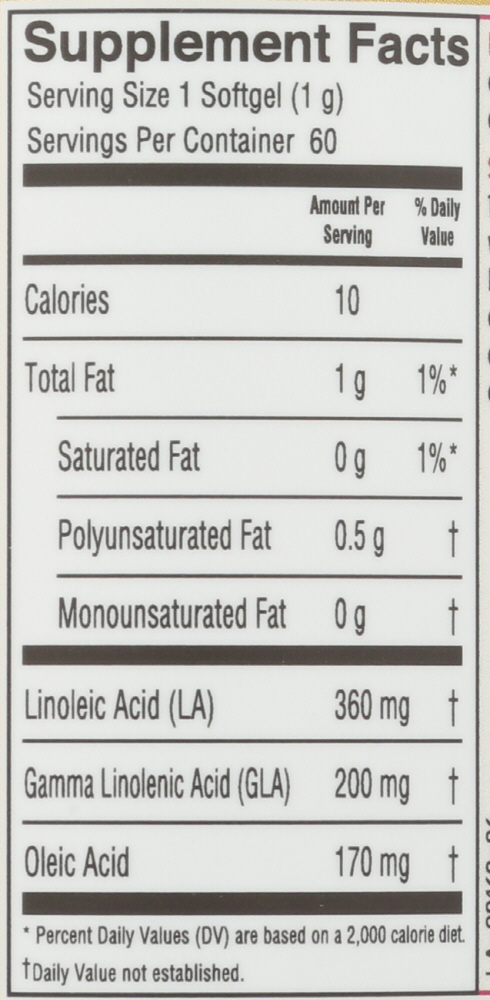 Supplement Facts
Serving Size 1 Softgel (1 g)
Servings Per Container 60
Amount Per Serving % Daily Value
Calories 10
Total Fat 1 g 1%*
Saturated Fat 0 g 1%*
Polyunsaturated Fat 0.5 g †
Monounsaturated Fat 0 g †
Linoleic Acid (LA) 360 mg †
Gamma Linolenic Acid (GLA) 200 mg †
Oleic Acid 170 mg †
* Percent Daily Values (DV) are based on a 2,000 calorie diet.
†Daily Value not established.